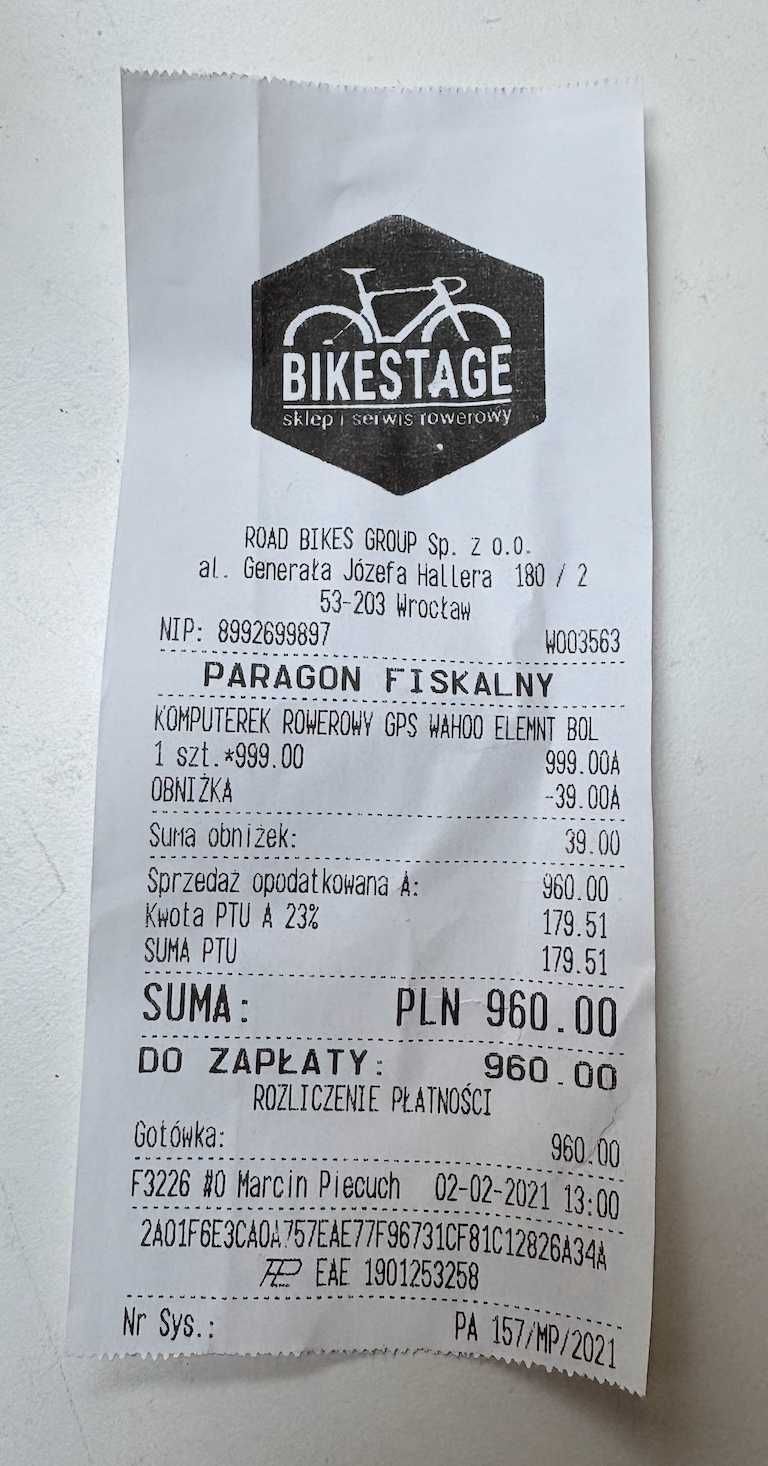 BIKESTAGE
sklep i serwis rowerowy
ROAD BIKES GROUP Sp. z o.o.
al. Generała Józefa Hallera 180 / 2
53-203 Wrocław
NIP: 8992699897 W003563
PARAGON FISKALNY
KOMPUTEREK ROWEROWY GPS WAHOO ELEMNT BOL
1 szt.*999.00 999.00A
OBNIŻKA -39.00A
Suma obniżek: 39.00
Sprzedaż opodatkowana A: 960.00
Kwota PTU A 23% 179.51
SUMA PTU 179.51
SUMA: PLN 960.00
DO ZAPŁATY: 960.00
ROZLICZENIE PŁATNOŚCI
Gotówka: 960.00
F3226 #0 Marcin Piecuch 02-02-2021 13:00
2A01F6E3CA0A757EAE77F96731CF81C12826A34A
EAE 1901253258
Nr Sys.: PA 157/MP/2021